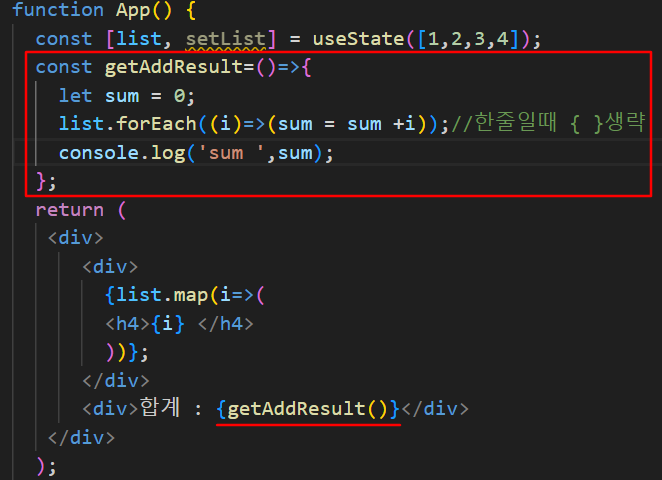 function App() {
const [list, setList] = useState([1,2,3,4]);
const getAddResult=()=>{
let sum = 0;
list.forEach((i)=>(sum = sum +i));//한줄일때 { }생략
console.log('sum ',sum);
};
return (
<div>
<div>
{list.map(i=>(
<h4>{i} </h4>
))};
</div>
<div>합계 : {getAddResult()}</div>
</div>
);